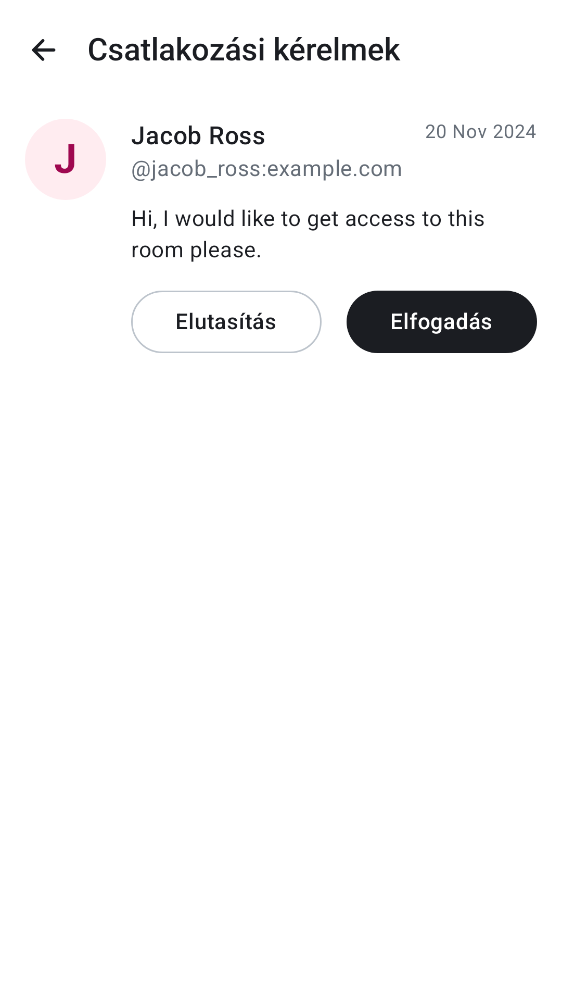 Csatlakozási kérelmek
J
Jacob Ross
20 Nov 2024
@jacob_ross:example.com
Hi, I would like to get access to this
room please.
Elutasítás
Elfogadás